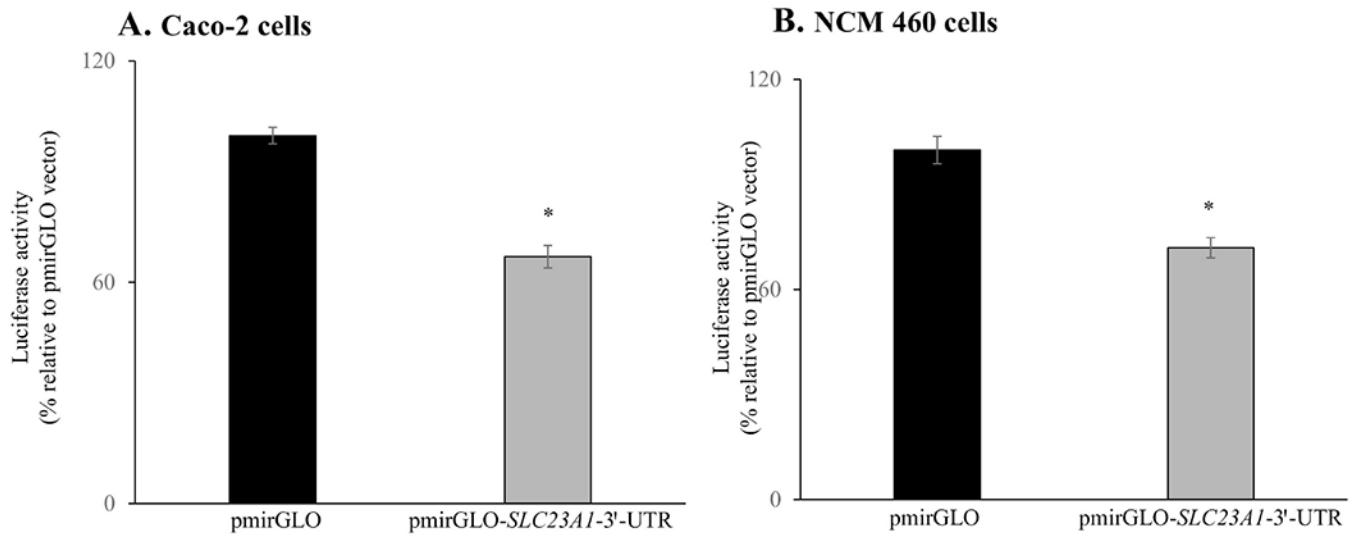 A. Caco-2 cells
120
60
0
Luciferase activity
(% relative to pmirGLO vector)
*
pmirGLO
pmirGLO-SLC23A1-3'-UTR
B. NCM 460 cells
120
60
0
Luciferase activity
(% relative to pmirGLO vector)
*
pmirGLO
pmirGLO-SLC23A1-3'-UTR